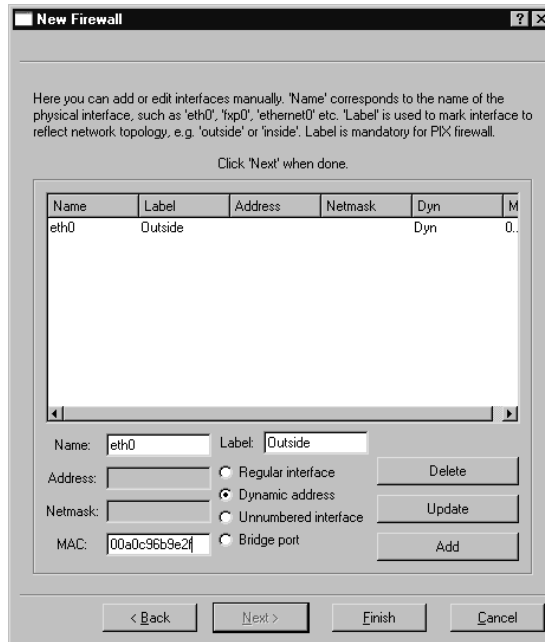 New Firewall
Here you can add or edit interfaces manually. 'Name' corresponds to the name of the
physical interface, such as 'eth0', 'fxp0', 'ethernet0' etc. 'Label' is used to mark interface to
reflect network topology, e.g. 'outside' or 'inside'. Label is mandatory for PIX firewall.
Click 'Next' when done.
Name Label Address Netmask Dyn M
eth0 Outside Dyn 0..
Name: eth0 Label: Outside
Address: Regular interface Delete
Dynamic address
Netmask: Unnumbered interface Update
MAC: 00a0c96b9e2f Bridge port Add
< Back Next > Finish Cancel